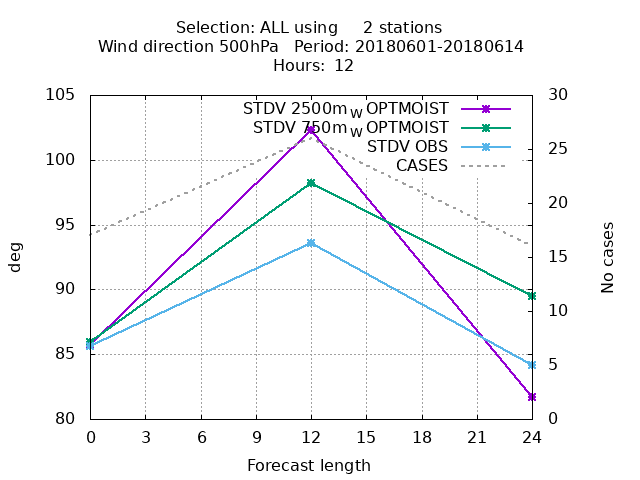 Selection: ALL using     2 stations
Wind direction 500hPa   Period: 20180601-20180614
Hours: 12
105
100
95
90
85
80
deg
30
25
20
15
10
5
0
No cases
STDV 2500m_W OPTMOIST
STDV 750m_W OPTMOIST
STDV OBS
CASES
0 3 6 9 12 15 18 21 24
Forecast length